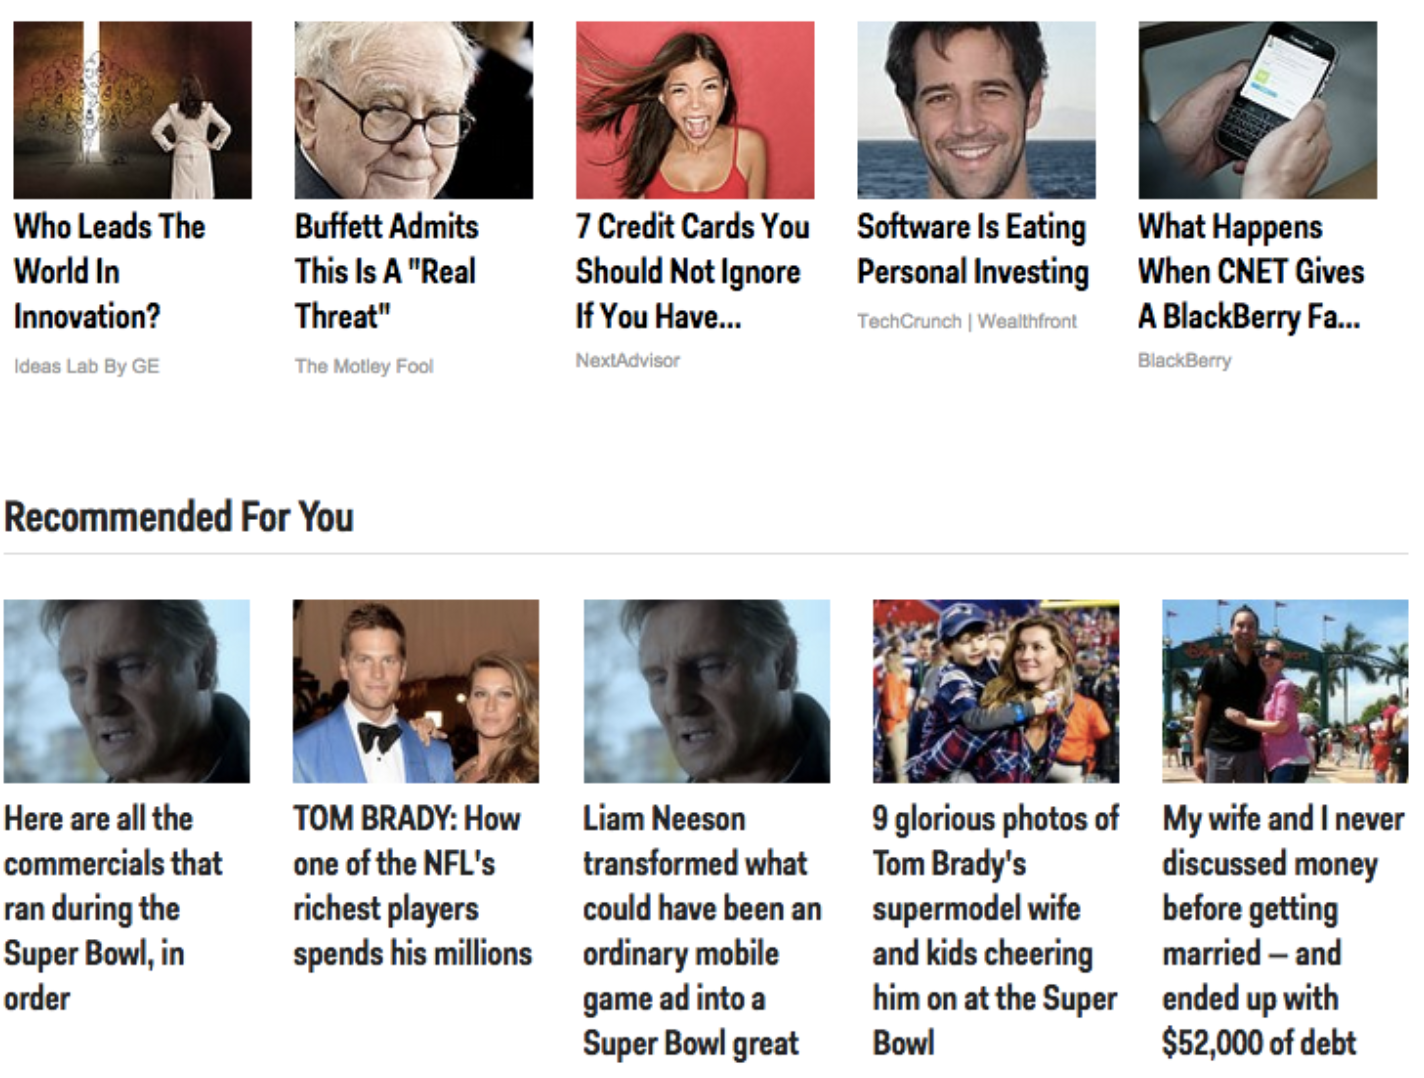 Who Leads The
World In
Innovation?
Ideas Lab By GE
Buffett Admits
This Is A "Real
Threat"
The Motley Fool
7 Credit Cards You
Should Not Ignore
If You Have...
NextAdvisor
Software Is Eating
Personal Investing
TechCrunch | Wealthfront
What Happens
When CNET Gives
A BlackBerry Fa...
BlackBerry
Recommended For You
Here are all the
commercials that
ran during the
Super Bowl, in
order
TOM BRADY: How
one of the NFL's
richest players
spends his millions
Liam Neeson
transformed what
could have been an
ordinary mobile
game ad into a
Super Bowl great
9 glorious photos of
Tom Brady's
supermodel wife
and kids cheering
him on at the Super
Bowl
My wife and I never
discussed money
before getting
married — and
ended up with
$52,000 of debt